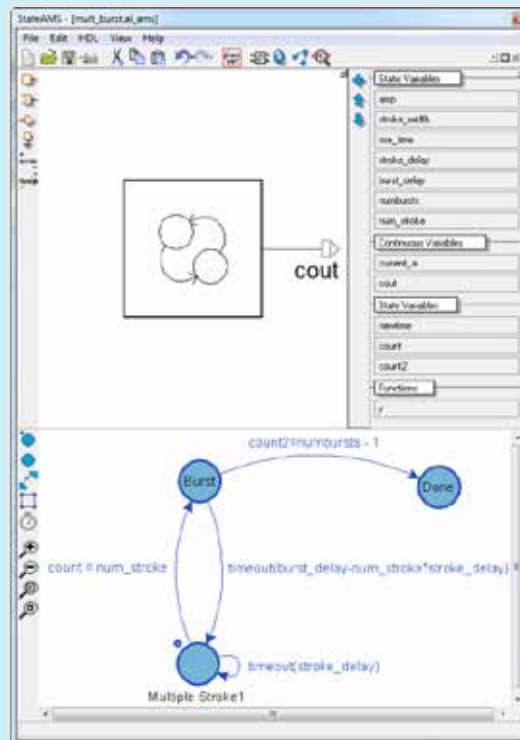 StateAMS - [mult_burst.ai_ams]
File Edit HDL View Help
State Variables
amp
stroke_width
rise_time
stroke_delay
burst_delay
numbursts
num_stroke
Continuous Variables
current_a
cout
State Variables
newtime
count
count2
Functions
r
cout
count2=numbursts - 1
Burst
Done
count = num_stroke
timeout(burst_delay-num_stroke*stroke_delay)
timeout(stroke_delay)
Multiple Stroke1